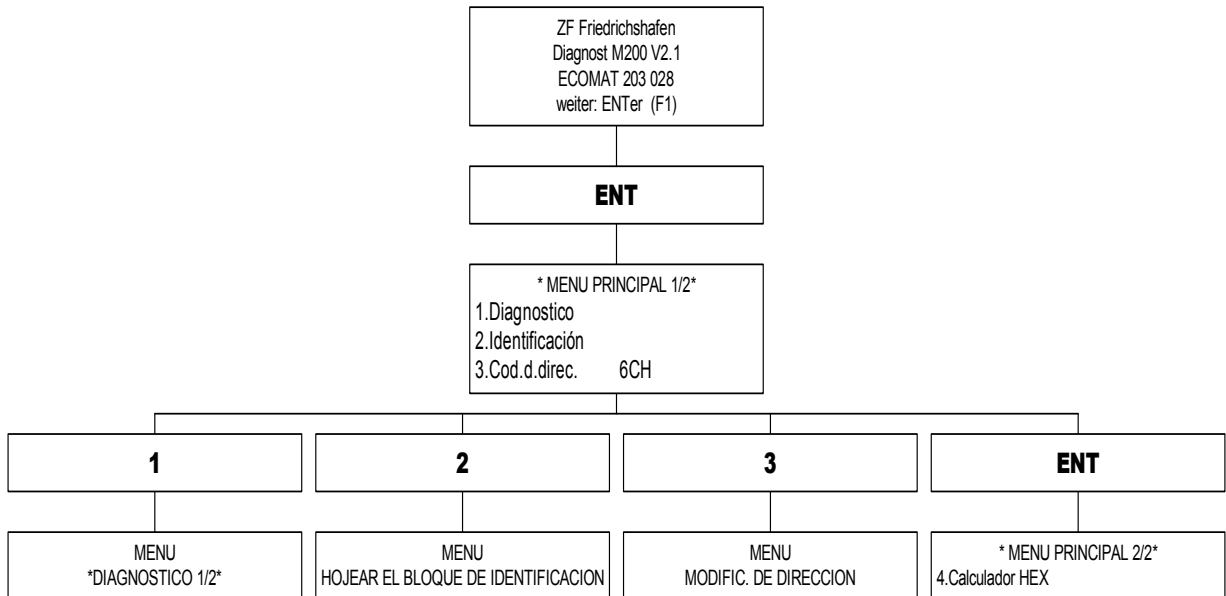 ZF Friedrichshafen
Diagnost M200 V2.1
ECOMAT 203 028
weiter: ENTer (F1)
ENT
* MENU PRINCIPAL 1/2*
1.Diagnostico
2.Identificación
3.Cod.d.direc. 6CH
1
2
3
ENT
MENU
*DIAGNOSTICO 1/2*
MENU
HOJEAR EL BLOQUE DE IDENTIFICACION
MENU
MODIFIC. DE DIRECCION
* MENU PRINCIPAL 2/2*
4.Calculador HEX